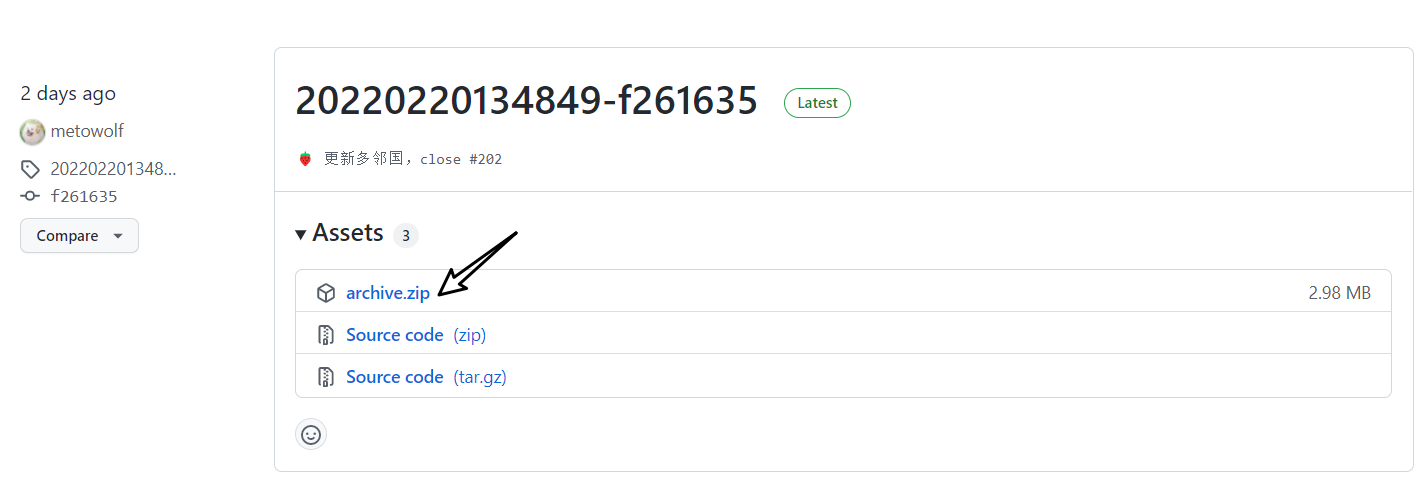 2 days ago
metowolf
202202201348...
f261635
Compare
20220220134849-f261635
Latest
更新多邻国，close #202
Assets 3
archive.zip 2.98 MB
Source code (zip)
Source code (tar.gz)